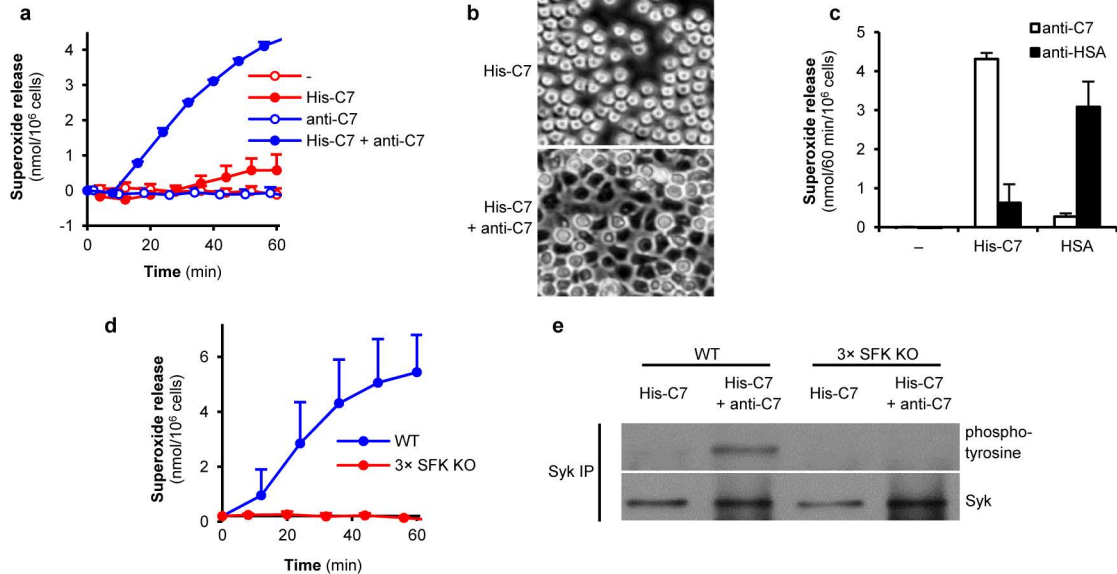 a
Superoxide release
(nmol/10⁶ cells)
4
3
2
1
0
-1
0
20
40
60
Time (min)
-
His-C7
anti-C7
His-C7 + anti-C7
b
His-C7
His-C7
+ anti-C7
c
Superoxide release
(nmol/60 min/10⁶ cells)
5
4
3
2
1
0
anti-C7
anti-HSA
–
His-C7
HSA
d
Superoxide release
(nmol/10⁶ cells)
6
4
2
0
0
20
40
60
Time (min)
WT
3× SFK KO
e
WT
3× SFK KO
His-C7
His-C7
+ anti-C7
His-C7
His-C7
+ anti-C7
Syk IP
phospho-
tyrosine
Syk